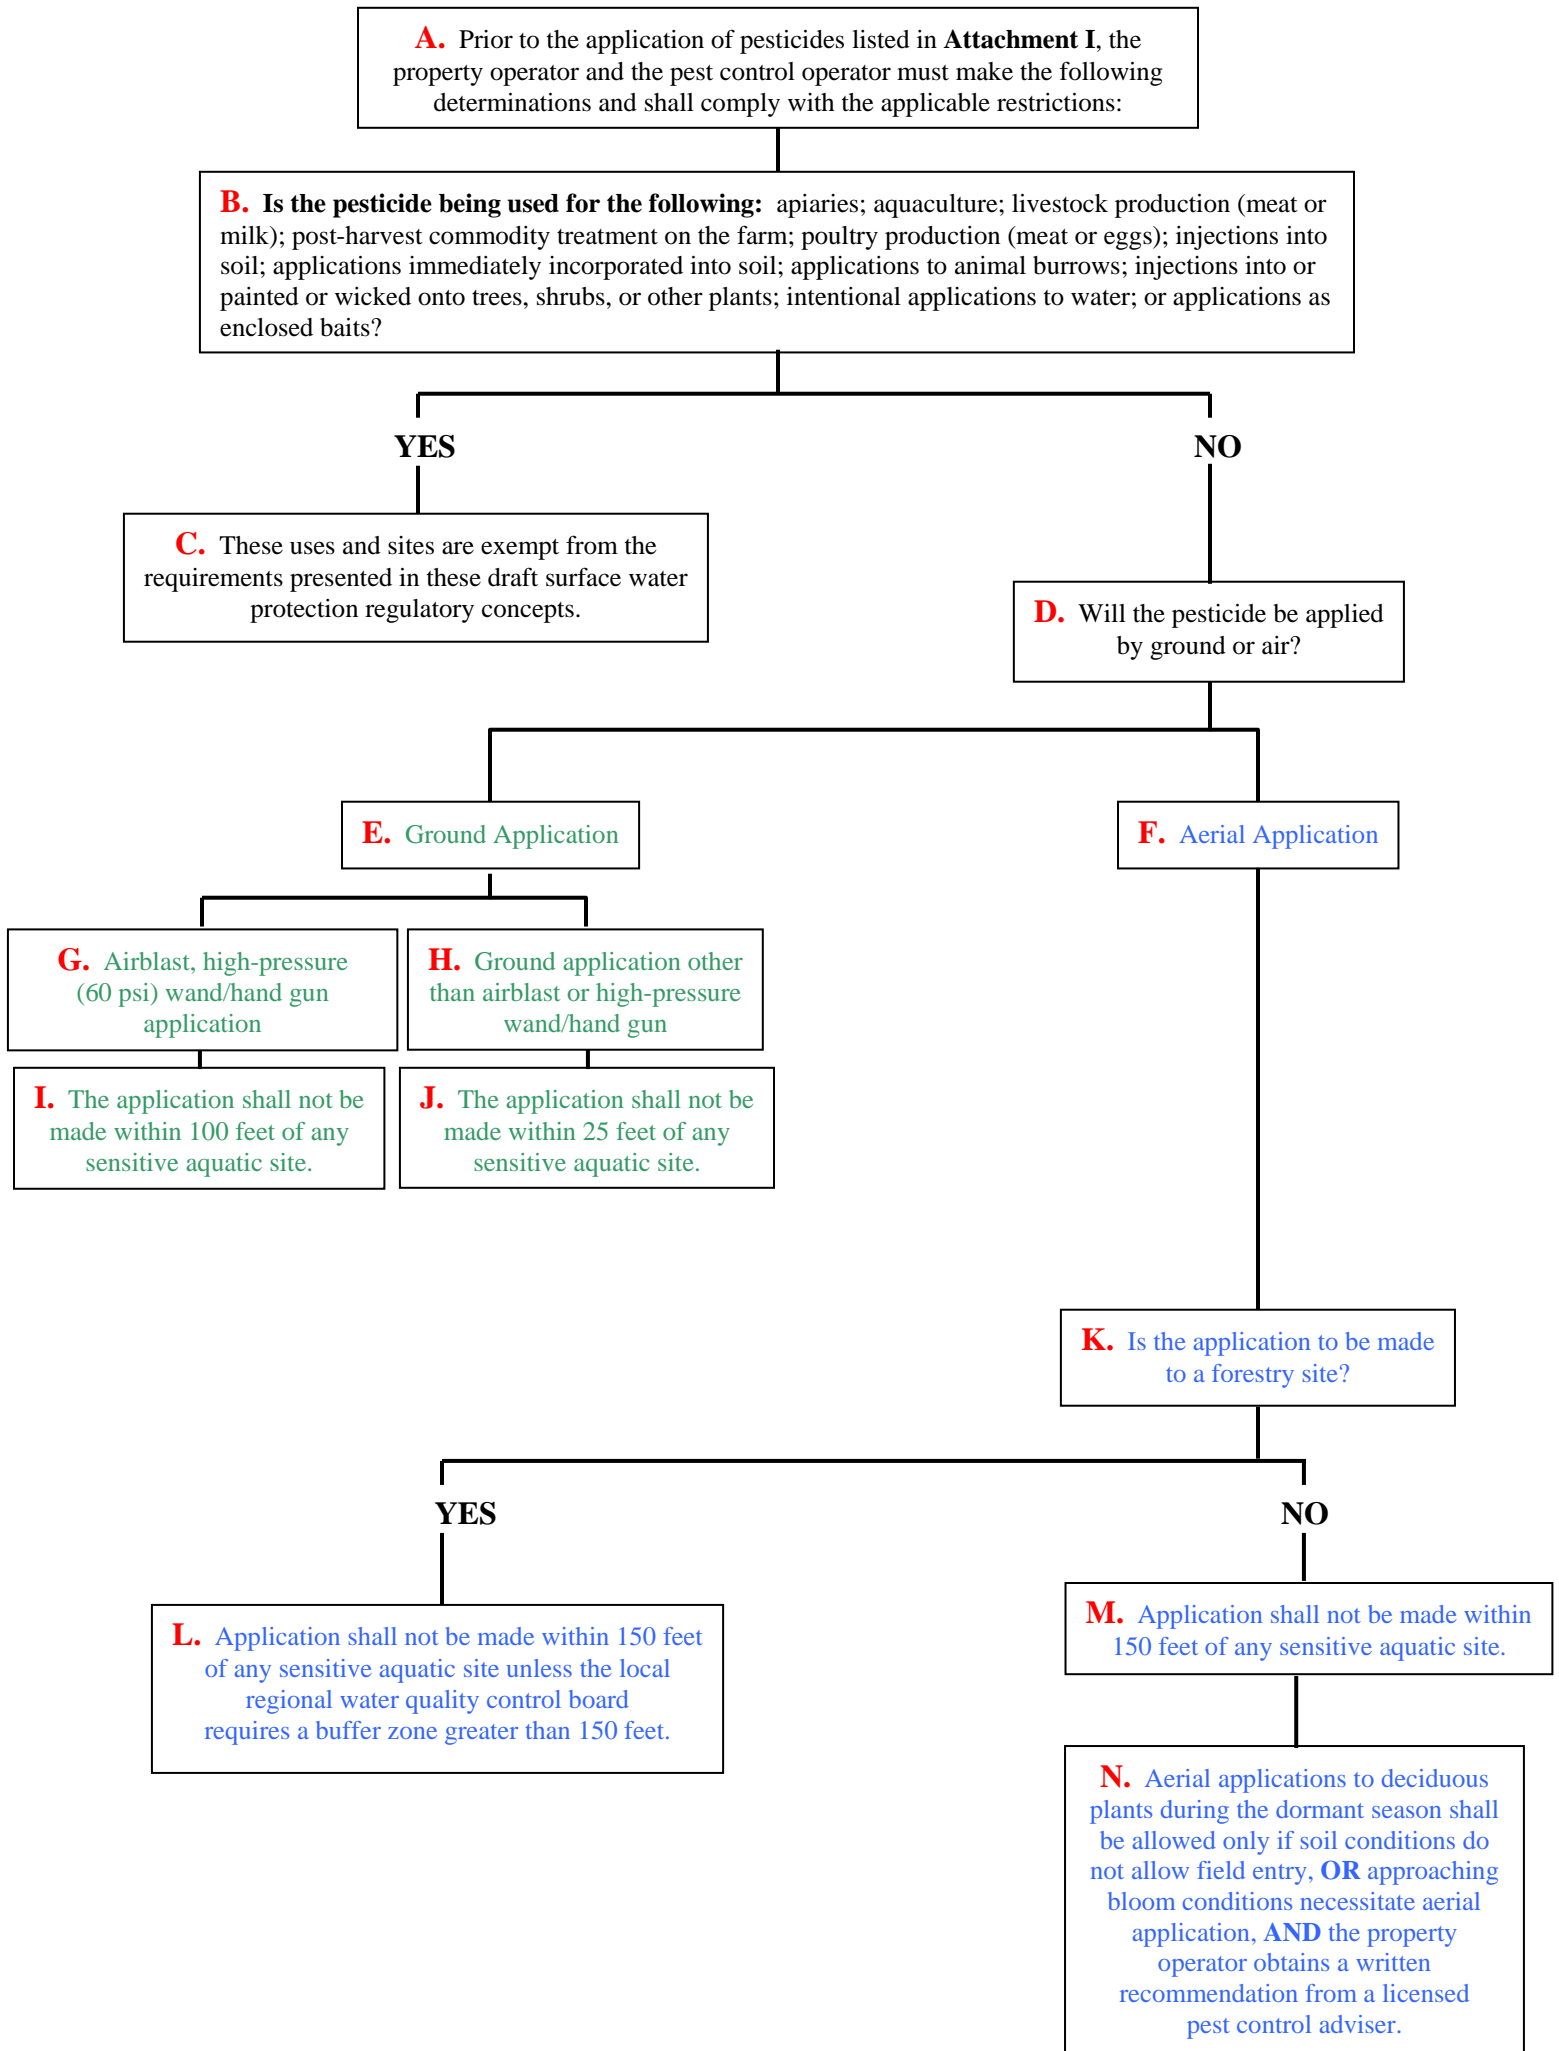 A. Prior to the application of pesticides listed in Attachment I, the
property operator and the pest control operator must make the following
determinations and shall comply with the applicable restrictions:
B. Is the pesticide being used for the following: apiaries; aquaculture; livestock production (meat or
milk); post-harvest commodity treatment on the farm; poultry production (meat or eggs); injections into
soil; applications immediately incorporated into soil; applications to animal burrows; injections into or
painted or wicked onto trees, shrubs, or other plants; intentional applications to water; or applications as
enclosed baits?
YES
NO
C. These uses and sites are exempt from the
requirements presented in these draft surface water
protection regulatory concepts.
D. Will the pesticide be applied
by ground or air?
E. Ground Application
F. Aerial Application
G. Airblast, high-pressure
(60 psi) wand/hand gun
application
H. Ground application other
than airblast or high-pressure
wand/hand gun
I. The application shall not be
made within 100 feet of any
sensitive aquatic site.
J. The application shall not be
made within 25 feet of any
sensitive aquatic site.
K. Is the application to be made
to a forestry site?
YES
NO
L. Application shall not be made within 150 feet
of any sensitive aquatic site unless the local
regional water quality control board
requires a buffer zone greater than 150 feet.
M. Application shall not be made within
150 feet of any sensitive aquatic site.
N. Aerial applications to deciduous
plants during the dormant season shall
be allowed only if soil conditions do
not allow field entry, OR approaching
bloom conditions necessitate aerial
application, AND the property
operator obtains a written
recommendation from a licensed
pest control adviser.